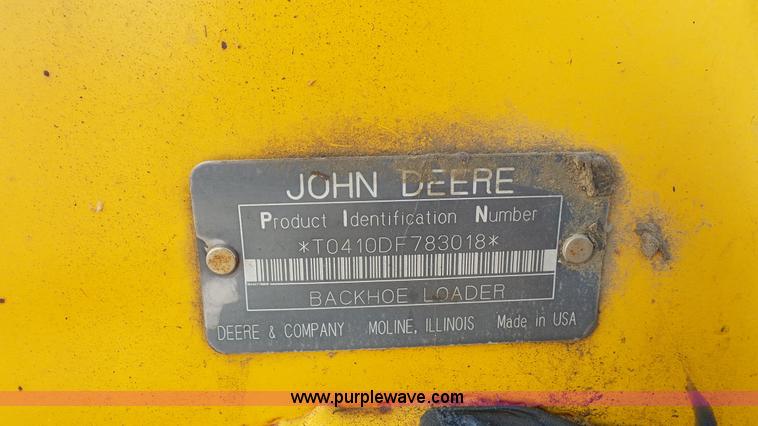 JOHN DEERE
Product Identification Number
*T0410DF783018*
BACKHOE LOADER
DEERE & COMPANY MOLINE, ILLINOIS Made in USA
www.purplewave.com